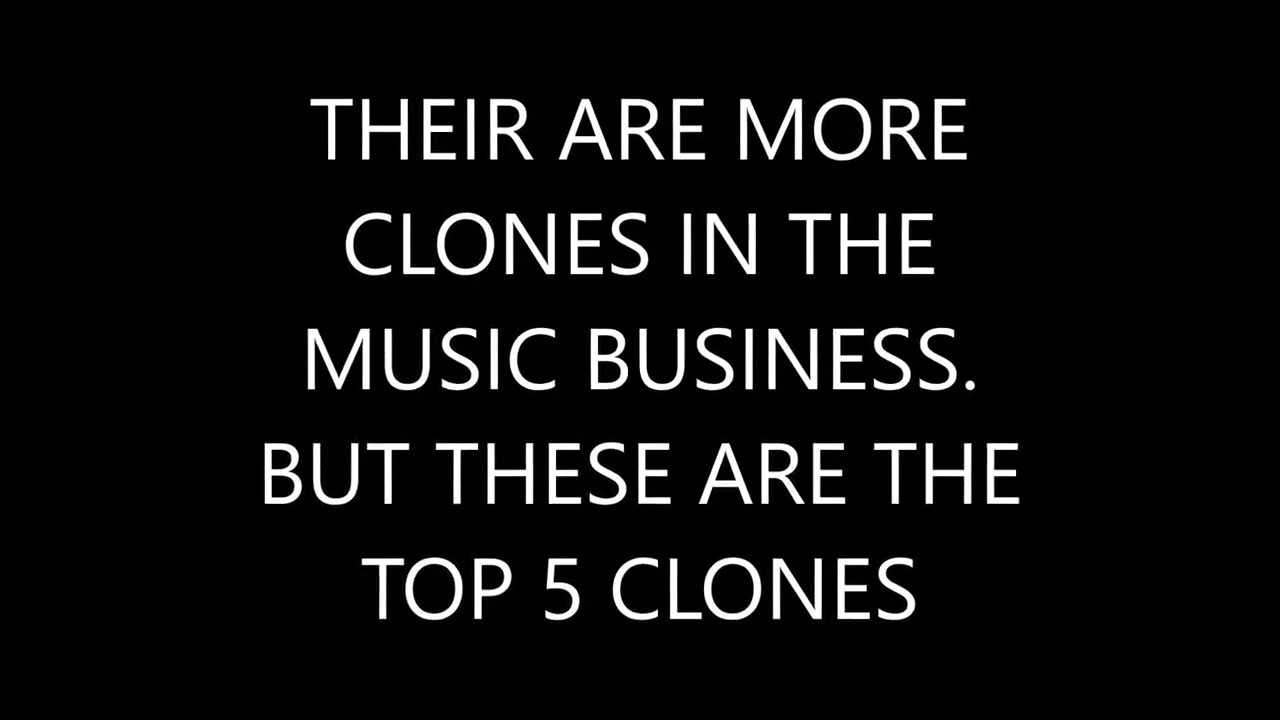 THEIR ARE MORE
CLONES IN THE
MUSIC BUSINESS.
BUT THESE ARE THE
TOP 5 CLONES